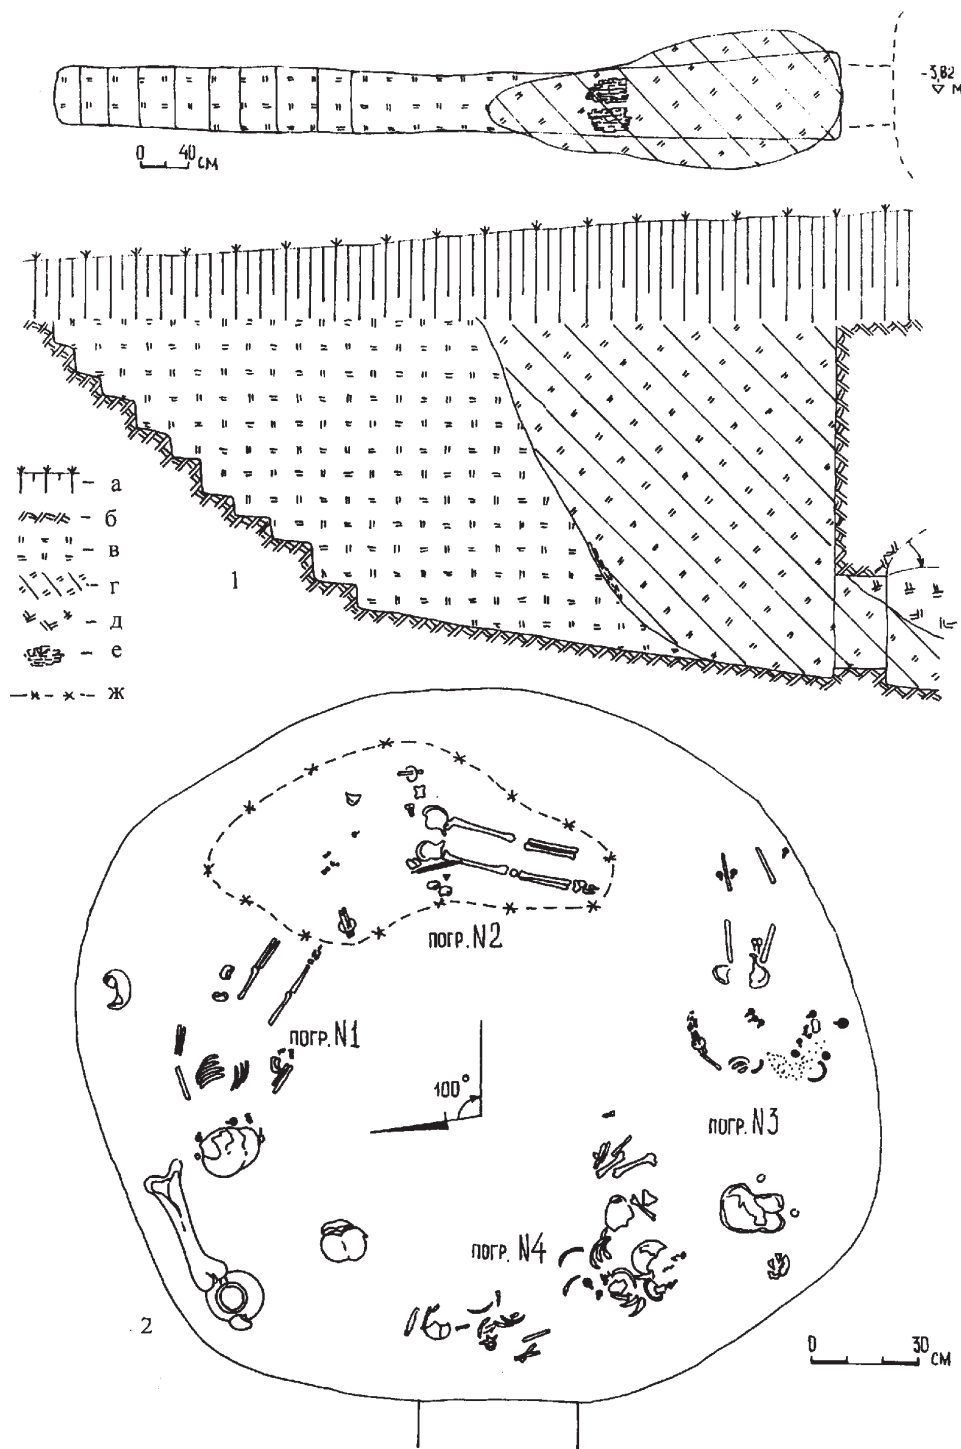 -3,82
М
0 40 СМ
- а
- б
- в
- г
- д
- е
- ж
1
ПОГР. N2
ПОГР. N1
100°
ПОГР. N3
ПОГР. N4
2
0 30 СМ